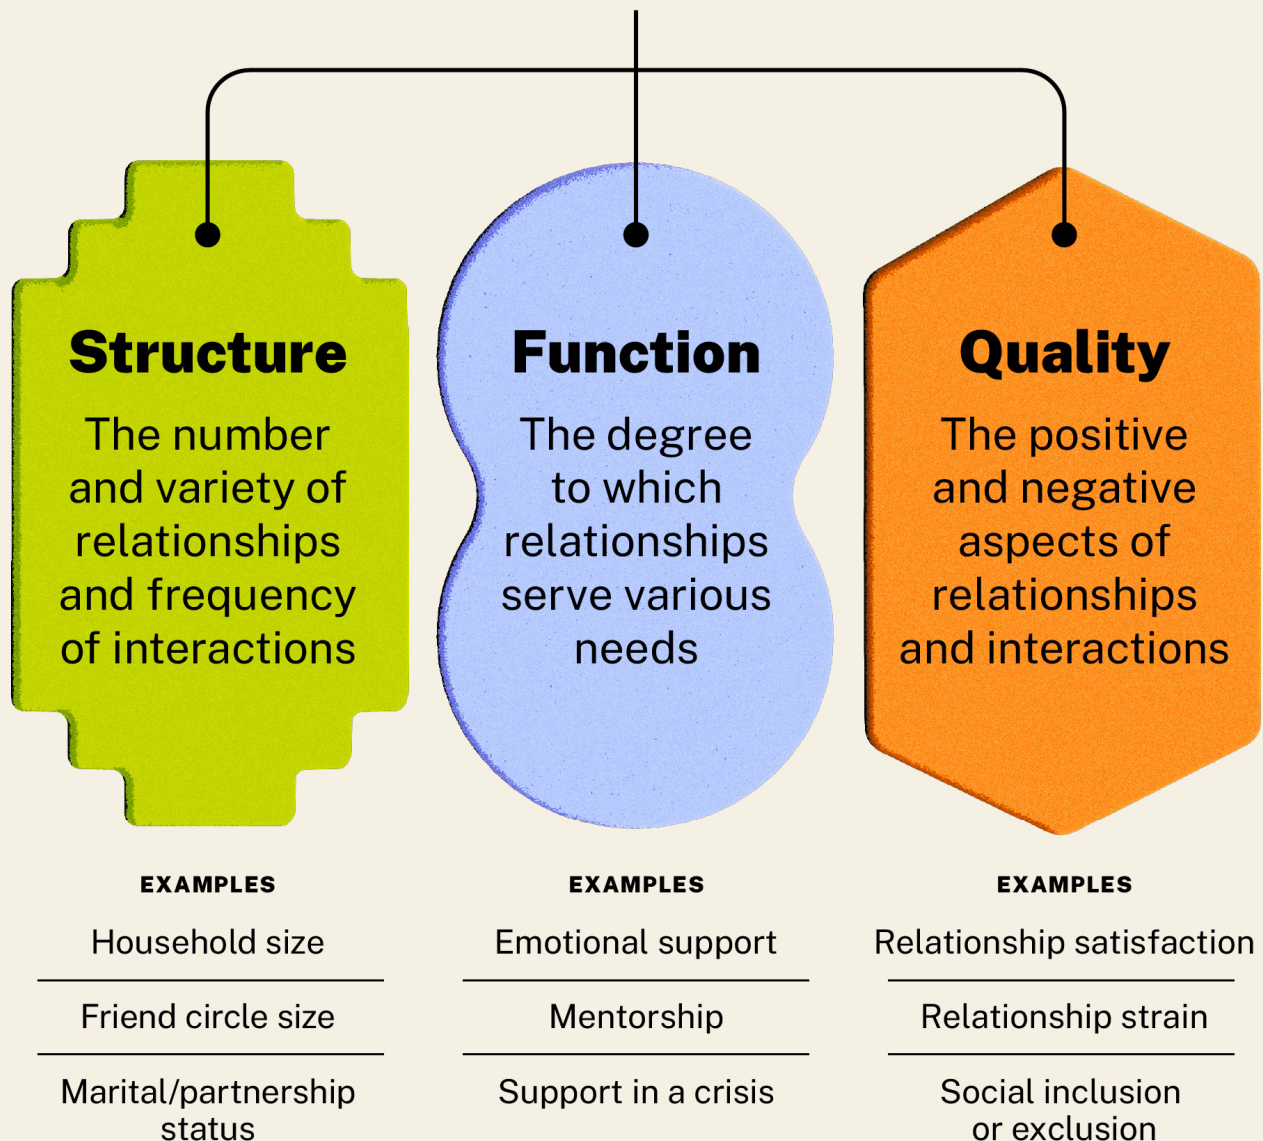 Structure
The number
and variety of
relationships
and frequency
of interactions
EXAMPLES
Household size
Friend circle size
Marital/partnership
status
Function
The degree
to which
relationships
serve various
needs
EXAMPLES
Emotional support
Mentorship
Support in a crisis
Quality
The positive
and negative
aspects of
relationships
and interactions
EXAMPLES
Relationship satisfaction
Relationship strain
Social inclusion
or exclusion